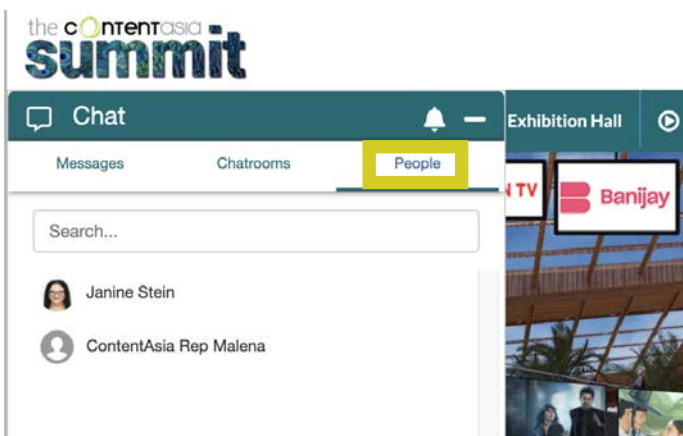 the contentasia
summit
Chat
Exhibition Hall
Messages
Chatrooms
People
TV
Banijay
Search...
Janine Stein
ContentAsia Rep Malena